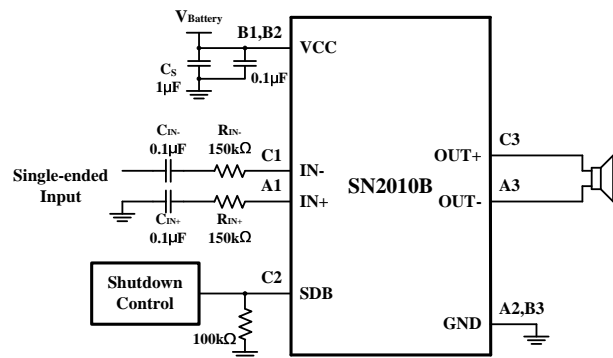 VBattery
B1,B2
VCC
CS
1μF
0.1μF
CIN-
0.1μF
RIN-
150kΩ
C1
IN-
Single-ended
Input
A1
IN+
CIN+
0.1μF
RIN+
150kΩ
SN2010B
C3
OUT+
A3
OUT-
Shutdown
Control
C2
SDB
100kΩ
A2,B3
GND